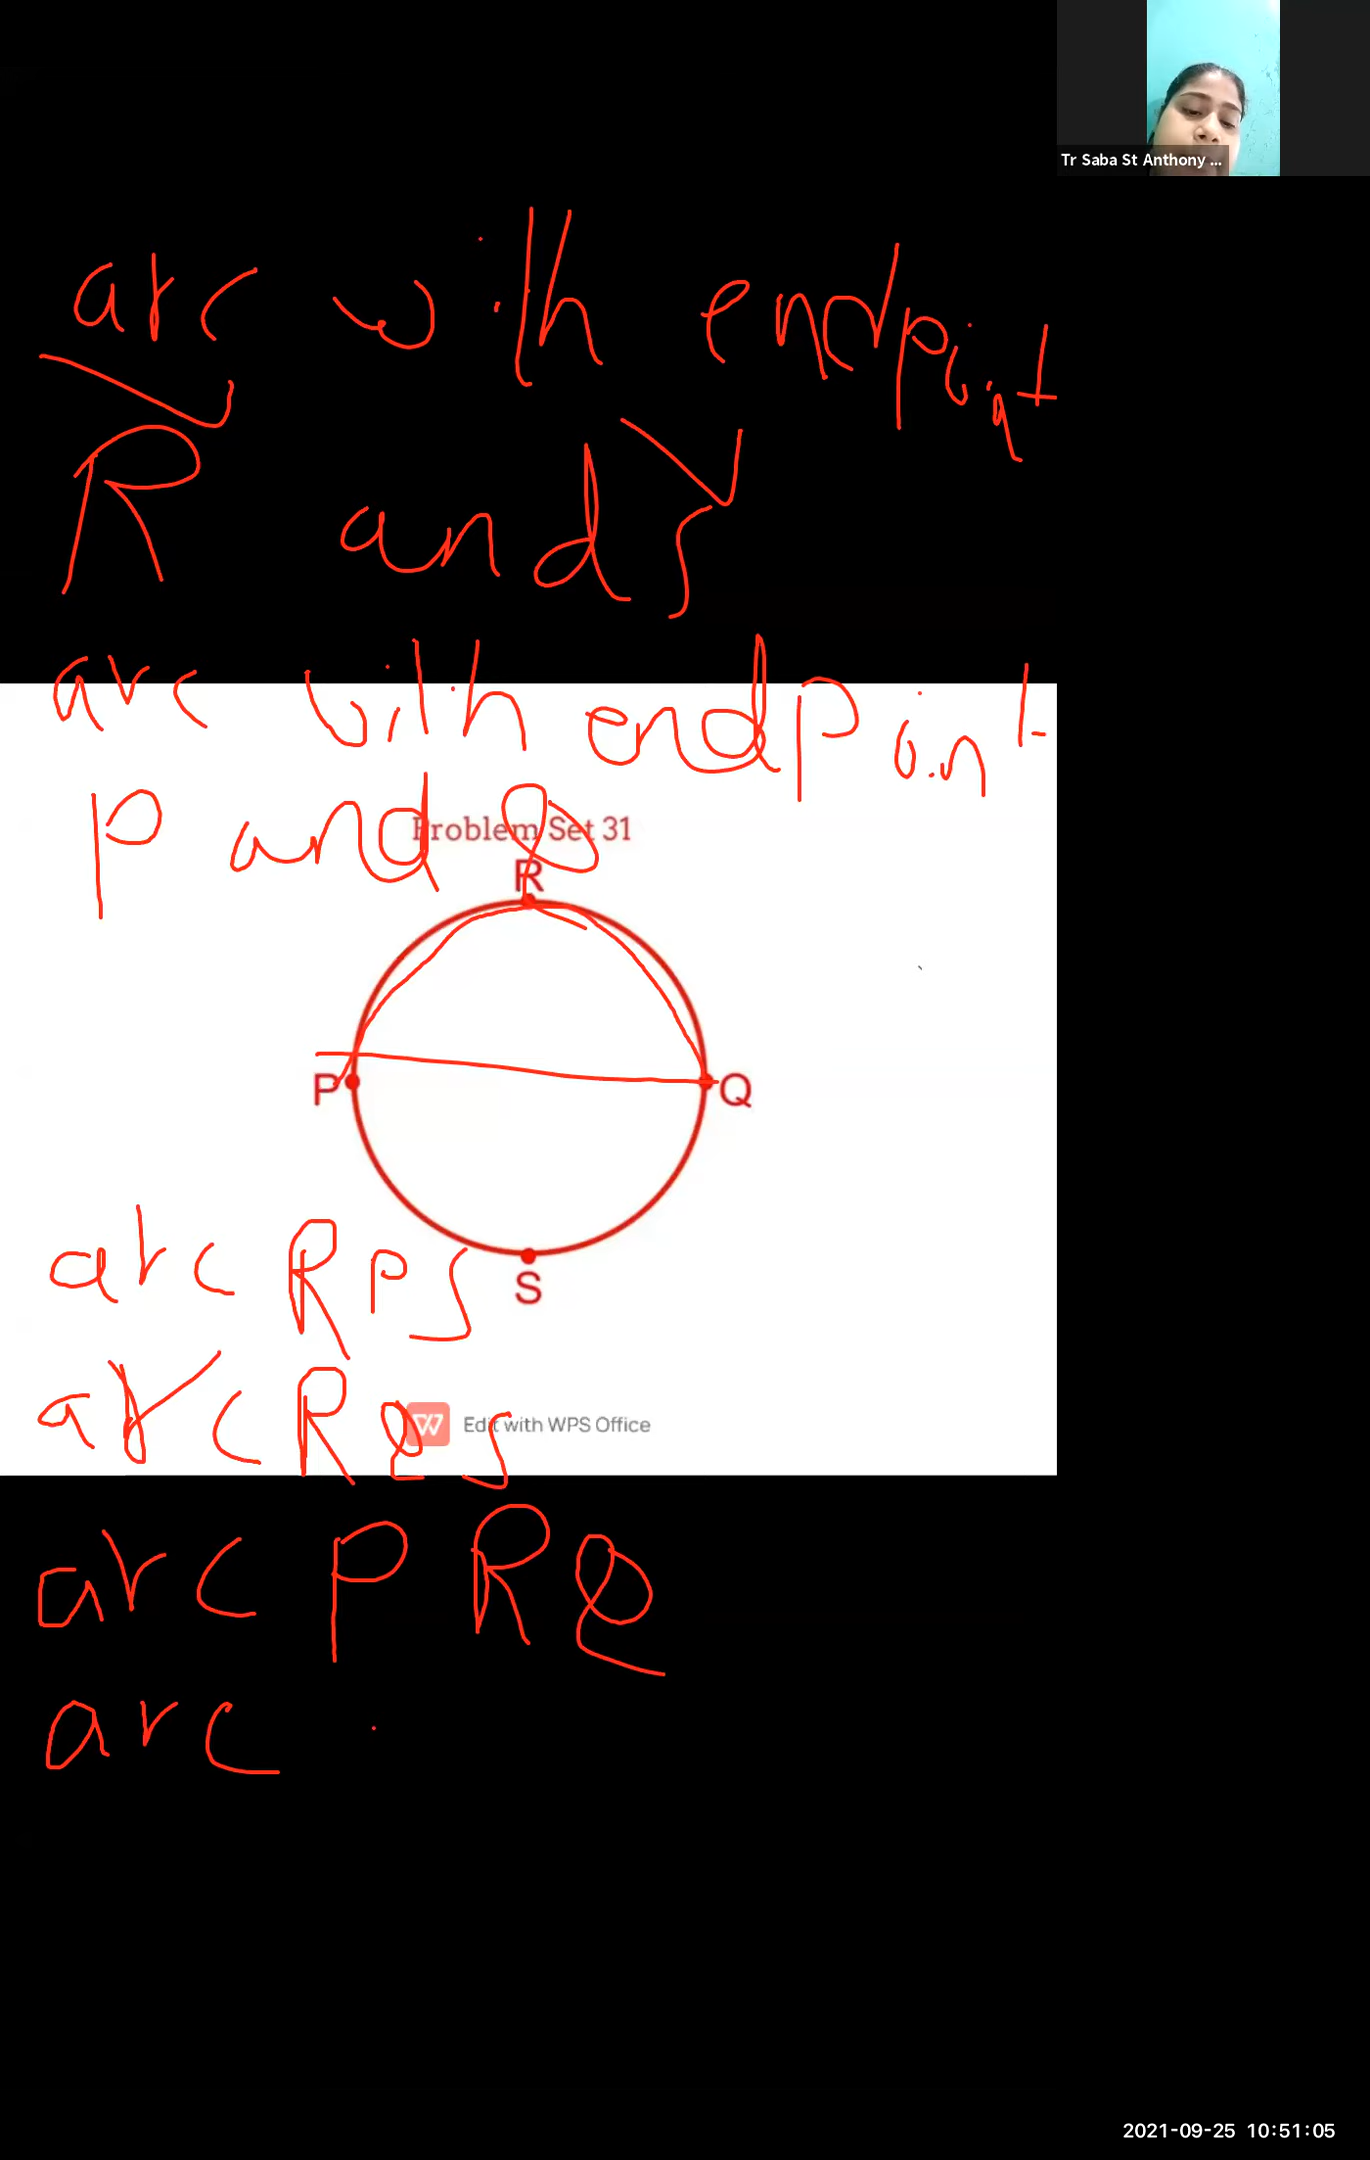 Tr Saba St Anthony ...
arc with endpoint
R and S
arc with endpoint
P and Q
Problem Set 31
R
P
Q
S
arc RPS
arc RQS
Edit with WPS Office
arc PRQ
arc
2021-09-25 10:51:05